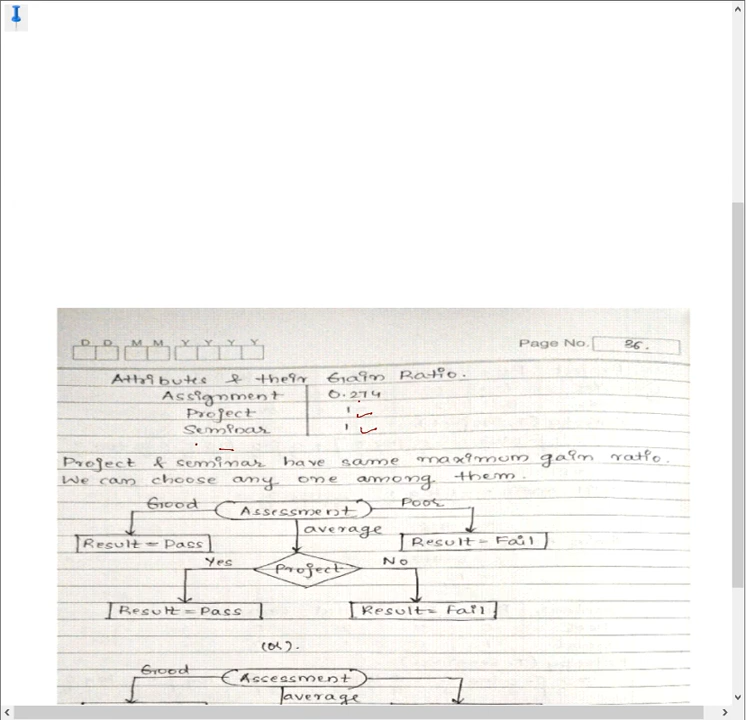 D D M M Y Y Y Y
Page No. 36.
Attributes & their Gain Ratio.
Assignment 0.274
Project 1
Seminar 1
Project & seminar have same maximum gain ratio.
We can choose any one among them.
Good Assessment Poor
average
Result = Pass Result = Fail
Yes Project No
Result = Pass Result = Fail
(or).
Good Assessment
average